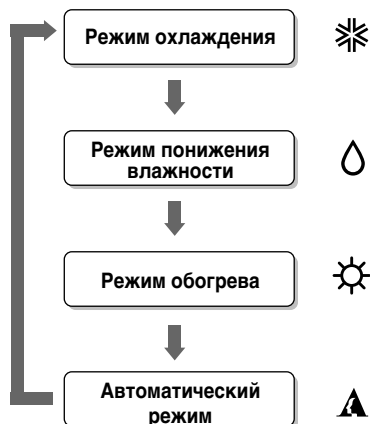 Режим охлаждения
Режим понижения
влажности
Режим обогрева
Автоматический
режим